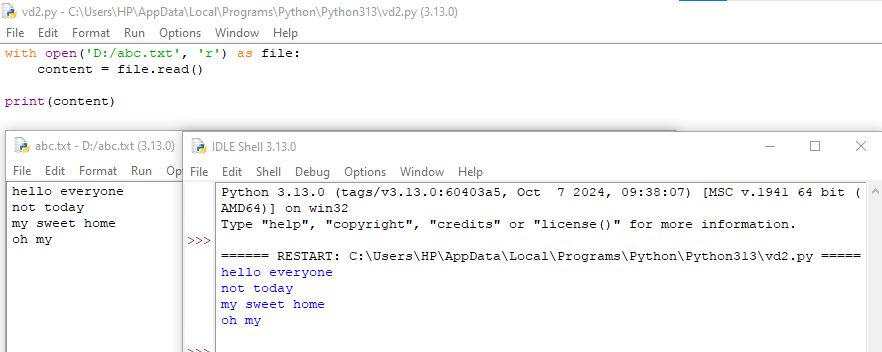 vd2.py - C:\Users\HP\AppData\Local\Programs\Python\Python313\vd2.py (3.13.0)
File Edit Format Run Options Window Help
with open('D:/abc.txt', 'r') as file:
    content = file.read()
print(content)
abc.txt - D:/abc.txt (3.13.0)
File Edit Format Run
hello everyone
not today
my sweet home
oh my
IDLE Shell 3.13.0
File Edit Shell Debug Options Window Help
Python 3.13.0 (tags/v3.13.0:60403a5, Oct  7 2024, 09:38:07) [MSC v.1941 64 bit (
AMD64)] on win32
Type "help", "copyright", "credits" or "license()" for more information.
>>>
====== RESTART: C:\Users\HP\AppData\Local\Programs\Python\Python313\vd2.py =====
hello everyone
not today
my sweet home
oh my
>>>